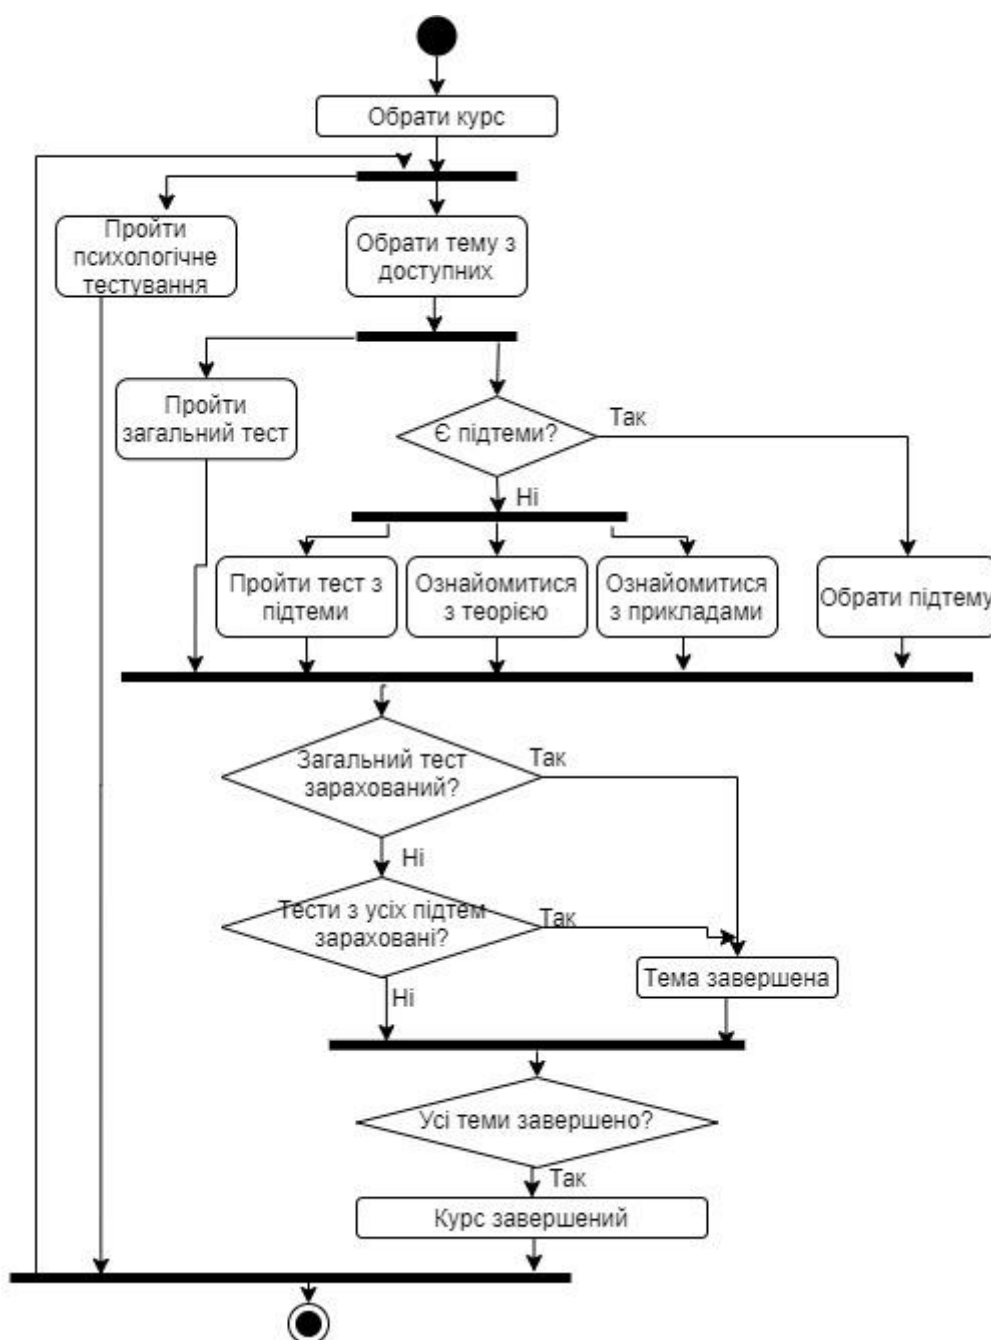 Обрати курс
Пройти
психологічне
тестування
Обрати тему з
доступних
Пройти
загальний тест
Є підтеми?
Так
Ні
Пройти тест з
підтеми
Ознайомитися
з теорією
Ознайомитися
з прикладами
Обрати підтему
Загальний тест
зарахований?
Так
Ні
Тести з усіх підтем
зараховані?
Так
Ні
Тема завершена
Усі теми завершено?
Так
Курс завершений